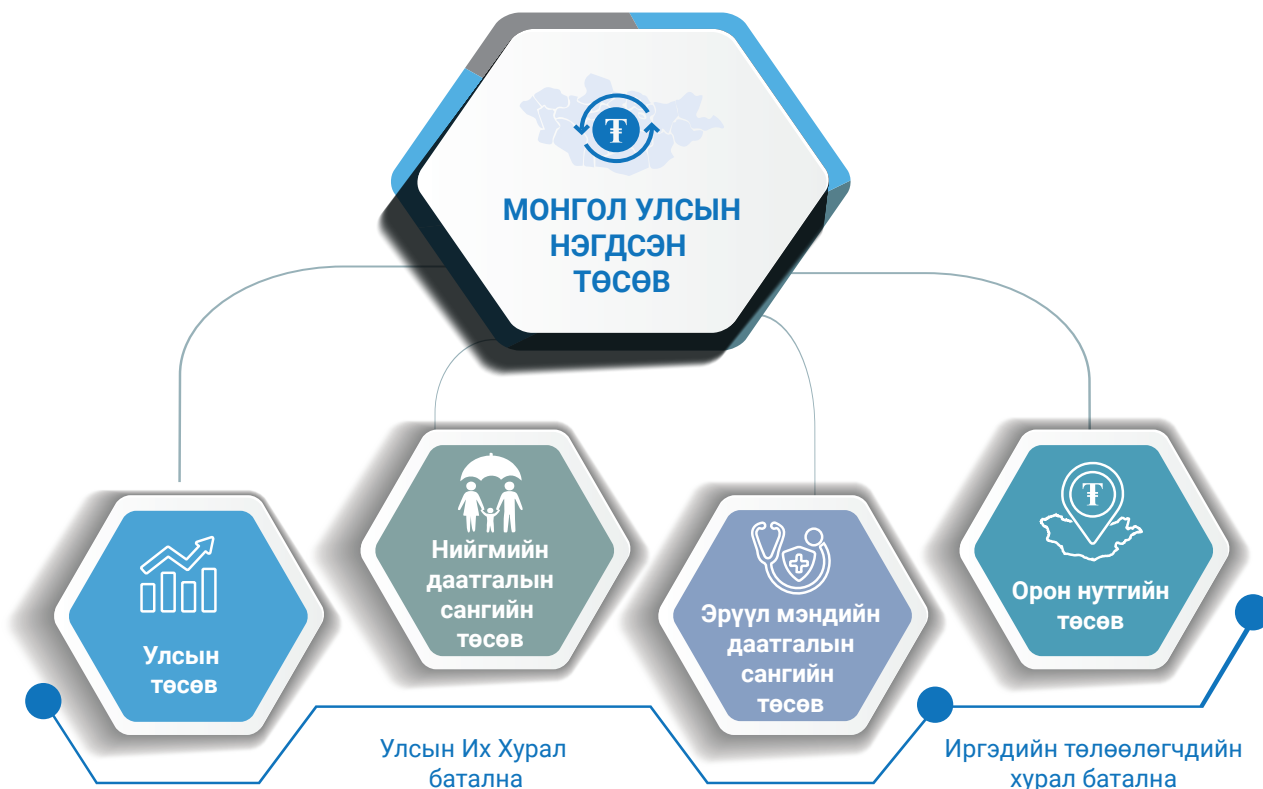 МОНГОЛ УЛСЫН
НЭГДСЭН
ТӨСӨВ
Улсын
төсөв
Нийгмийн
даатгалын
сангийн
төсөв
Эрүүл мэндийн
даатгалын
сангийн
төсөв
Орон нутгийн
төсөв
Улсын Их Хурал
батална
Иргэдийн төлөөлөгчдийн
хурал батална